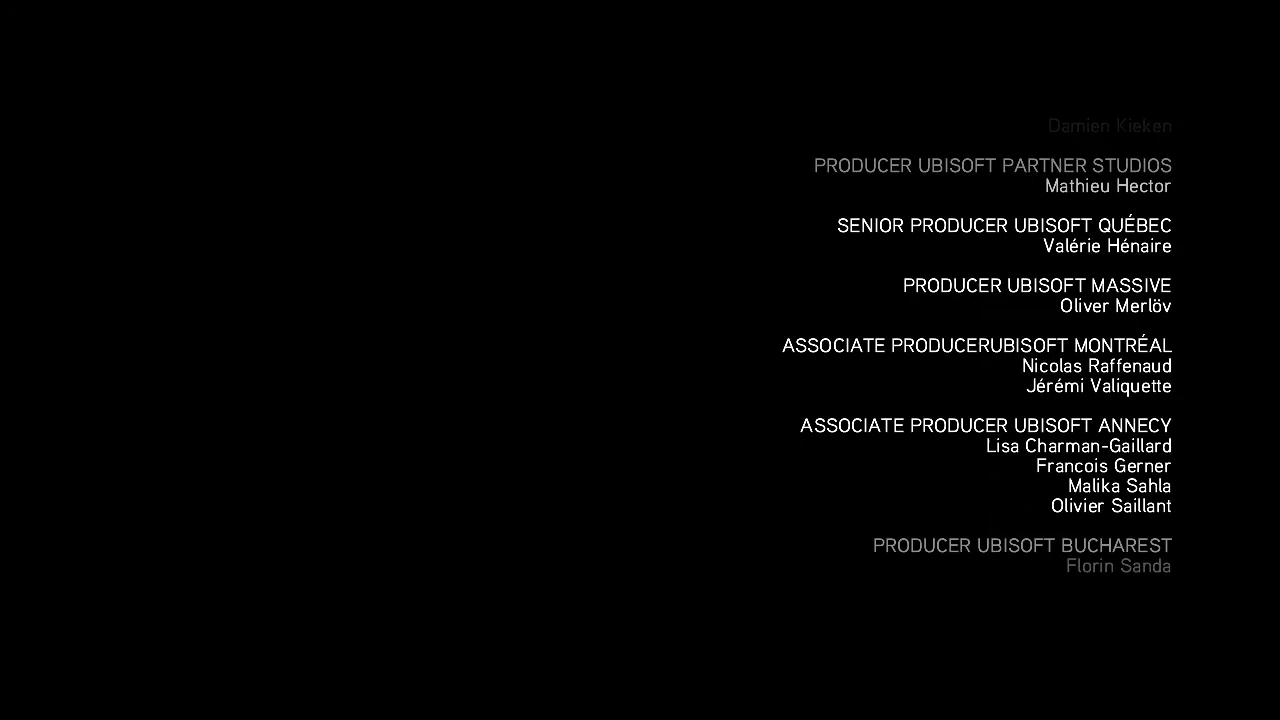 Damien Kieken
PRODUCER UBISOFT PARTNER STUDIOS
Mathieu Hector
SENIOR PRODUCER UBISOFT QUÉBEC
Valérie Hénaire
PRODUCER UBISOFT MASSIVE
Oliver Merlöv
ASSOCIATE PRODUCERUBISOFT MONTRÉAL
Nicolas Raffenaud
Jérémi Valiquette
ASSOCIATE PRODUCER UBISOFT ANNECY
Lisa Charman-Gaillard
Francois Gerner
Malika Sahla
Olivier Saillant
PRODUCER UBISOFT BUCHAREST
Florin Sanda